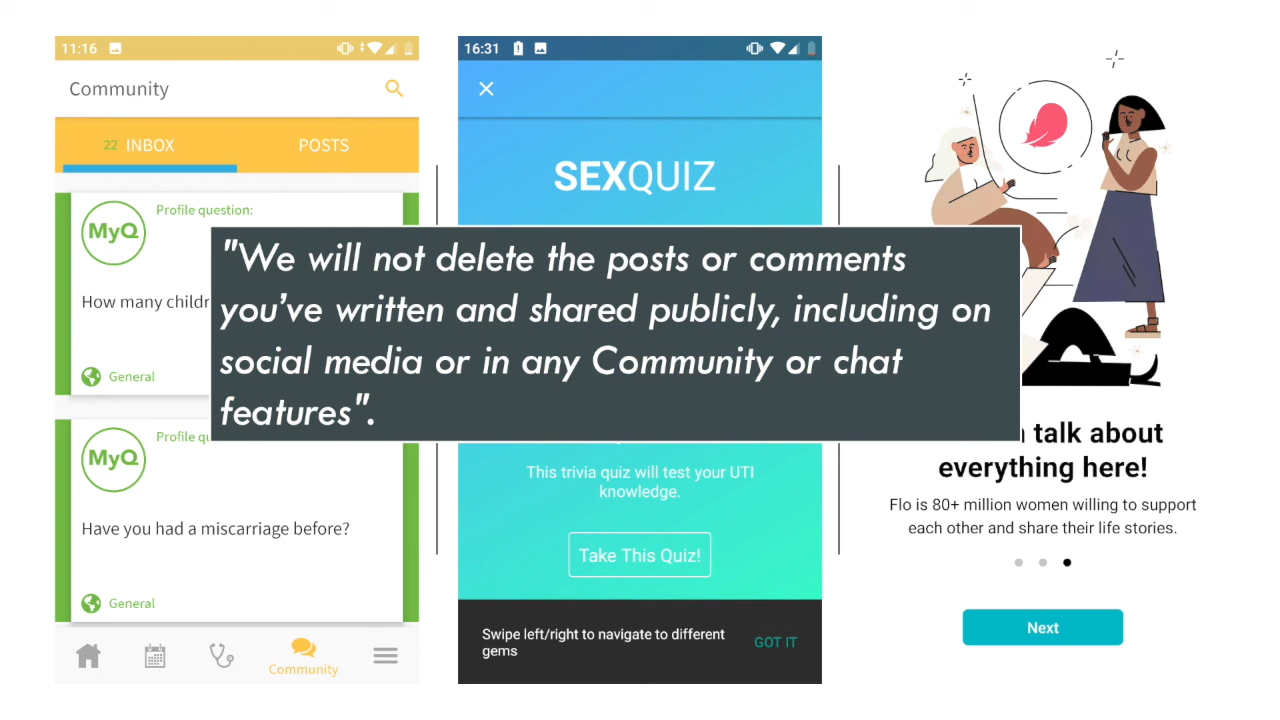 11:16
Community
22 INBOX
POSTS
MyQ
Profile question:
How many childr
General
MyQ
Profile qu
Have you had a miscarriage before?
General
Community
16:31
SEXQUIZ
"We will not delete the posts or comments
you've written and shared publicly, including on
social media or in any Community or chat
features".
This trivia quiz will test your UTI
knowledge.
Take This Quiz!
Swipe left/right to navigate to different
gems
GOT IT
talk about
everything here!
Flo is 80+ million women willing to support
each other and share their life stories.
Next